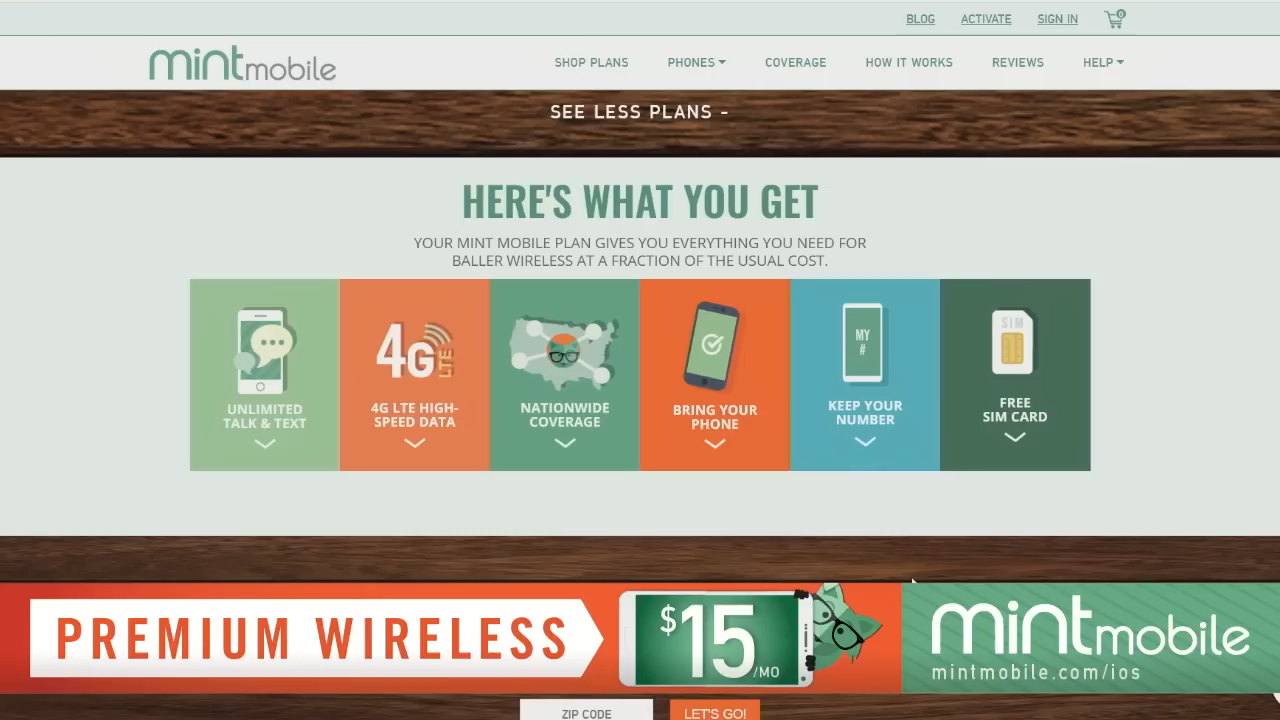 BLOG ACTIVATE SIGN IN 0
mintmobile SHOP PLANS PHONES COVERAGE HOW IT WORKS REVIEWS HELP
SEE LESS PLANS -
HERE'S WHAT YOU GET
YOUR MINT MOBILE PLAN GIVES YOU EVERYTHING YOU NEED FOR
BALLER WIRELESS AT A FRACTION OF THE USUAL COST.
4G LTE
MY
#
SIM
UNLIMITED
TALK & TEXT
4G LTE HIGH-
SPEED DATA
NATIONWIDE
COVERAGE
BRING YOUR
PHONE
KEEP YOUR
NUMBER
FREE
SIM CARD
PREMIUM WIRELESS
$15/MO
mintmobile
mintmobile.com/ios
ZIP CODE LET'S GO!